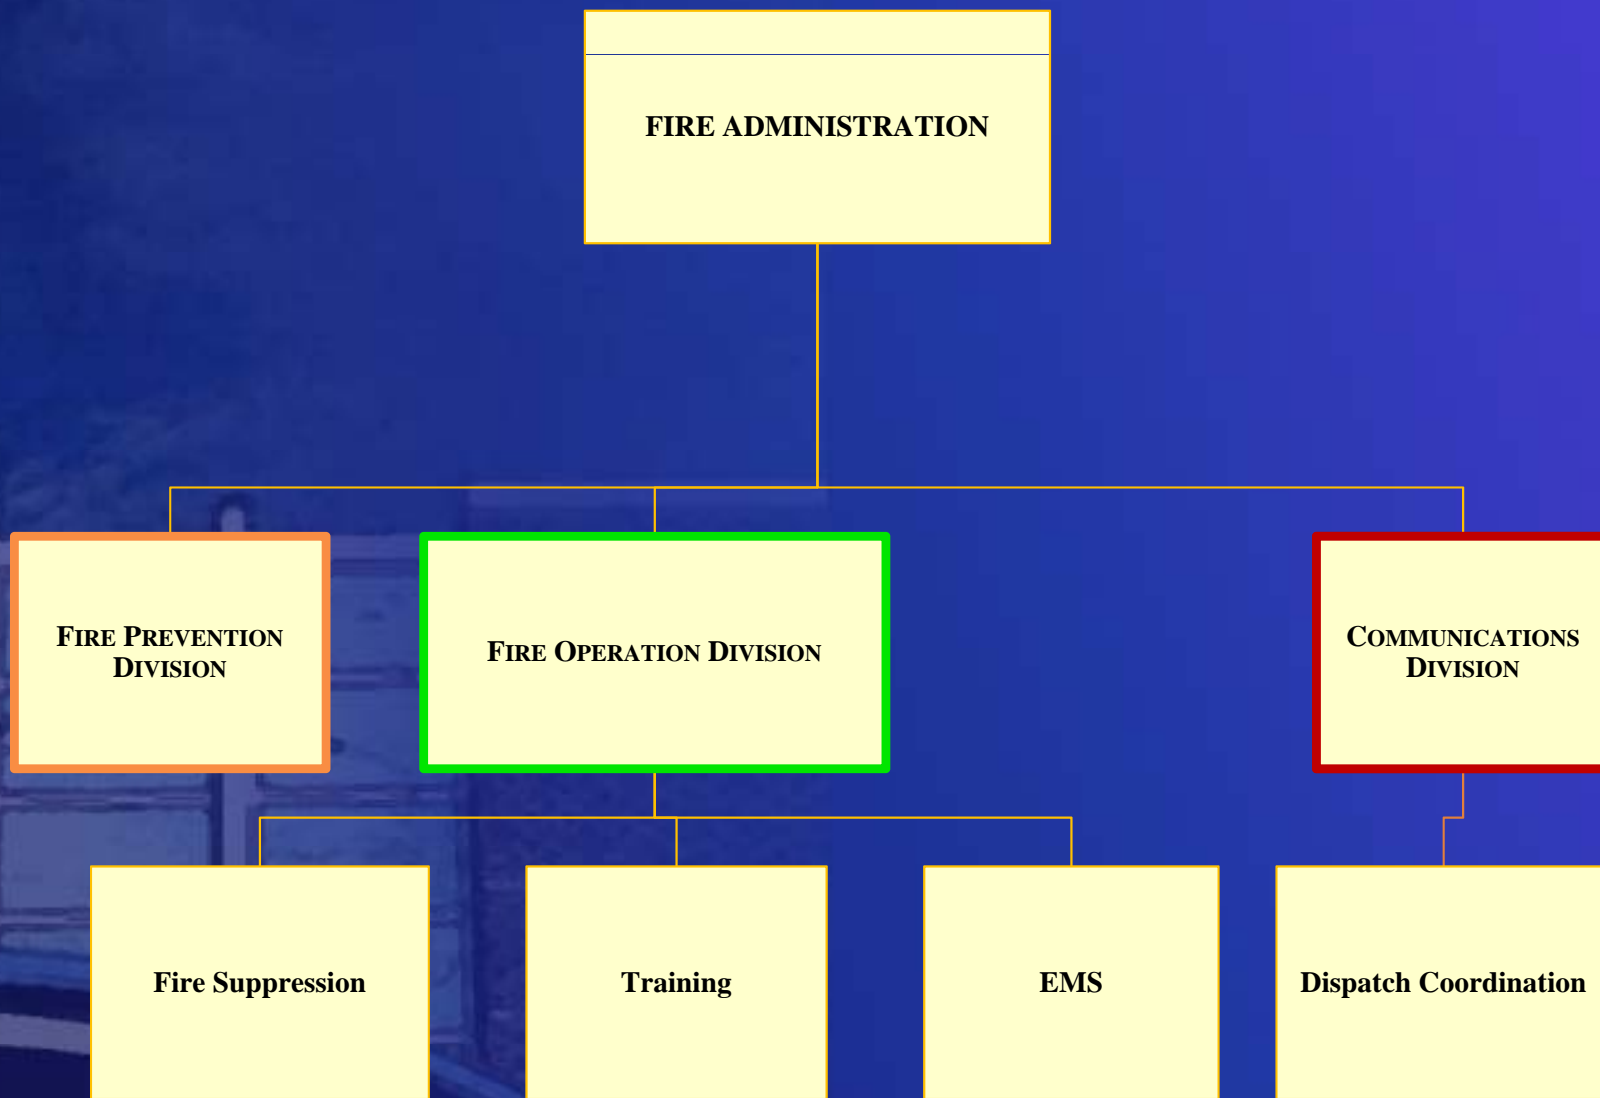 FIRE ADMINISTRATION
FIRE PREVENTION
DIVISION
FIRE OPERATION DIVISION
COMMUNICATIONS
DIVISION
Fire Suppression
Training
EMS
Dispatch Coordination